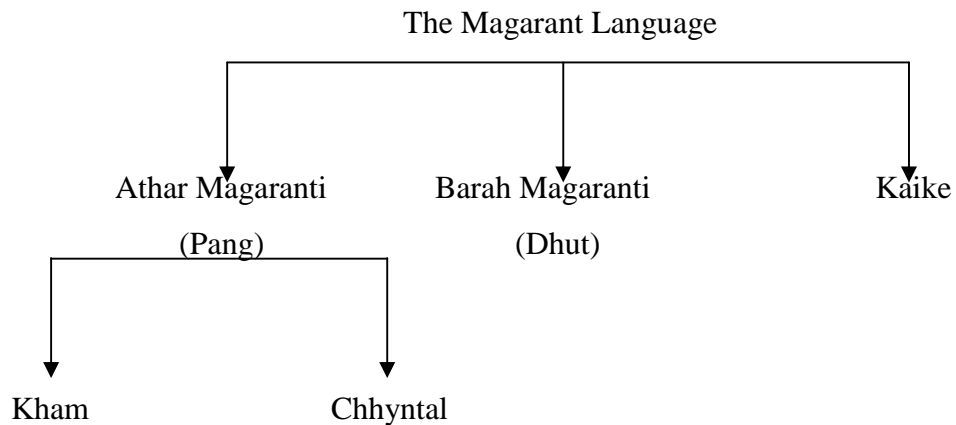 The Magarant Language
Athar Magaranti Barah Magaranti Kaike
(Pang) (Dhut)
Kham Chhyntal